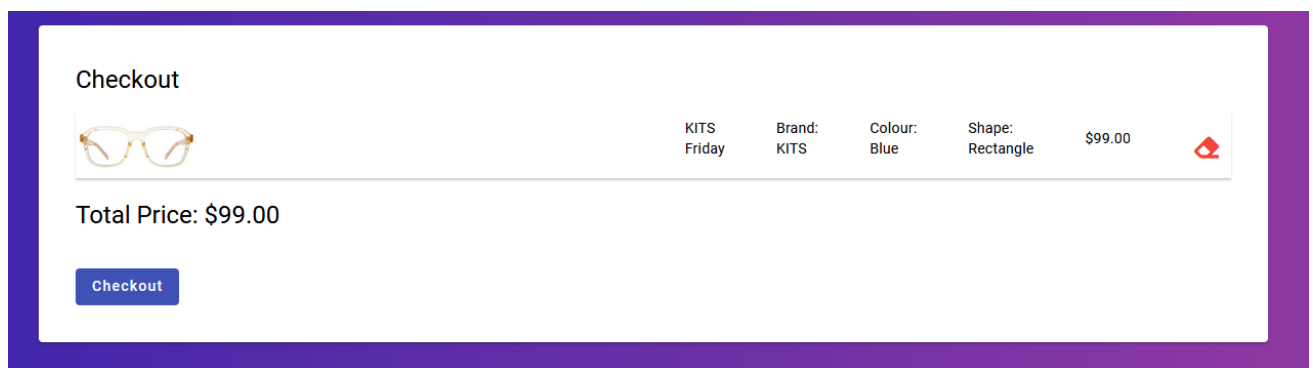 Checkout
KITS
Friday
Brand:
KITS
Colour:
Blue
Shape:
Rectangle
$99.00
Total Price: $99.00
Checkout